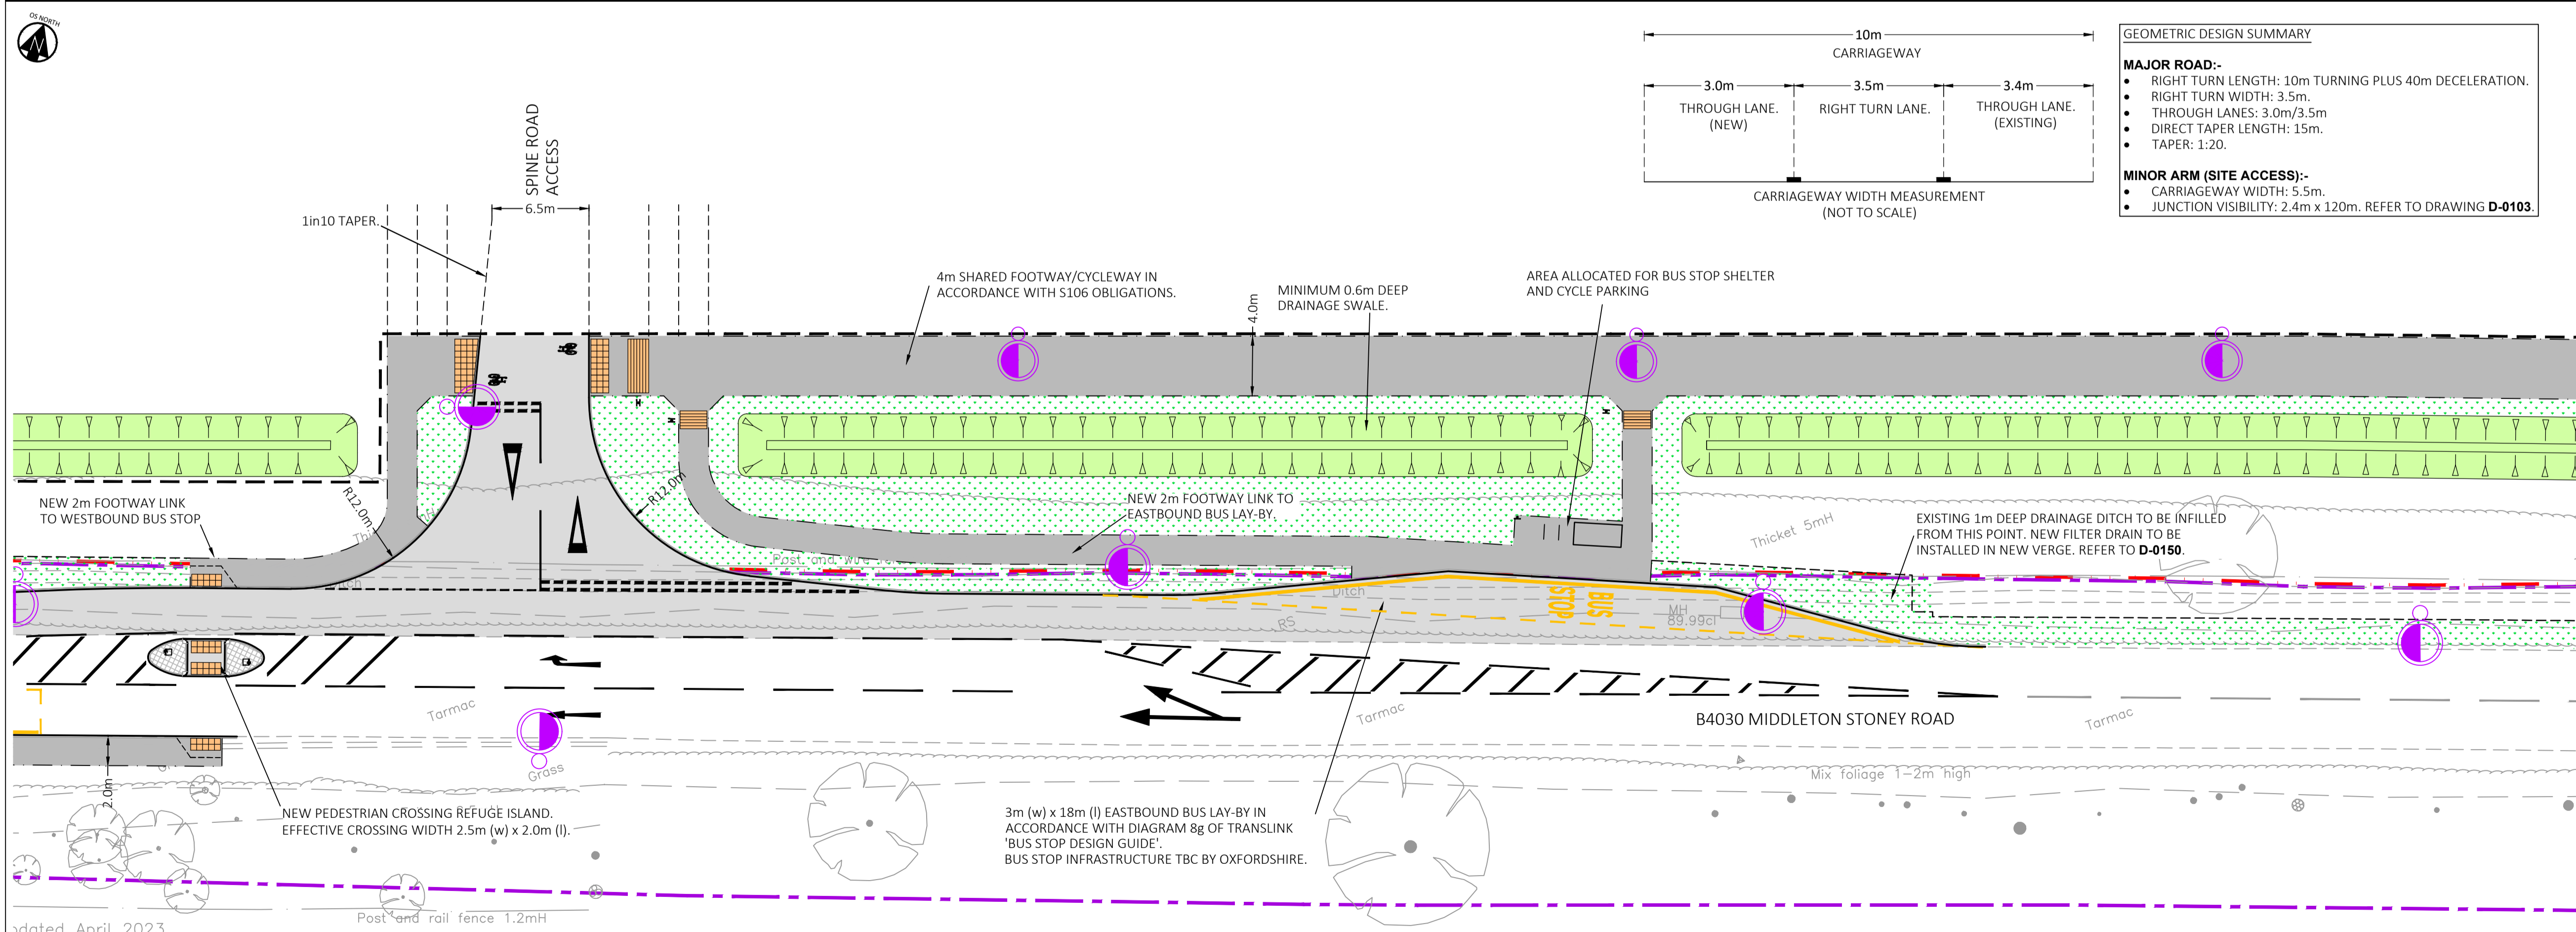 OS NORTH
N
10m
CARRIAGEWAY
3.0m
3.5m
3.4m
THROUGH LANE.
(NEW)
RIGHT TURN LANE.
THROUGH LANE.
(EXISTING)
CARRIAGEWAY WIDTH MEASUREMENT
(NOT TO SCALE)
GEOMETRIC DESIGN SUMMARY
MAJOR ROAD:-
• RIGHT TURN LENGTH: 10m TURNING PLUS 40m DECELERATION.
• RIGHT TURN WIDTH: 3.5m.
• THROUGH LANES: 3.0m/3.5m
• DIRECT TAPER LENGTH: 15m.
• TAPER: 1:20.
MINOR ARM (SITE ACCESS):-
• CARRIAGEWAY WIDTH: 5.5m.
• JUNCTION VISIBILITY: 2.4m x 120m. REFER TO DRAWING D-0103.
SPINE ROAD
ACCESS
6.5m
1in10 TAPER.
4m SHARED FOOTWAY/CYCLEWAY IN
ACCORDANCE WITH S106 OBLIGATIONS.
4.0m
MINIMUM 0.6m DEEP
DRAINAGE SWALE.
AREA ALLOCATED FOR BUS STOP SHELTER
AND CYCLE PARKING
NEW 2m FOOTWAY LINK
TO WESTBOUND BUS STOP
R12.0m
R12.0m
NEW 2m FOOTWAY LINK TO
EASTBOUND BUS LAY-BY.
Thicket 5mH
EXISTING 1m DEEP DRAINAGE DITCH TO BE INFILLED
FROM THIS POINT. NEW FILTER DRAIN TO BE
INSTALLED IN NEW VERGE. REFER TO D-0150.
Post and
Ditch
RS
BUS
STOP
MH
89.99cl
Tarmac
Tarmac
B4030 MIDDLETON STONEY ROAD
Tarmac
2.0m
Grass
Mix foliage 1-2m high
NEW PEDESTRIAN CROSSING REFUGE ISLAND.
EFFECTIVE CROSSING WIDTH 2.5m (w) x 2.0m (l).
3m (w) x 18m (l) EASTBOUND BUS LAY-BY IN
ACCORDANCE WITH DIAGRAM 8g OF TRANSLINK
'BUS STOP DESIGN GUIDE'.
BUS STOP INFRASTRUCTURE TBC BY OXFORDSHIRE.
Post and rail fence 1.2mH
April 2023